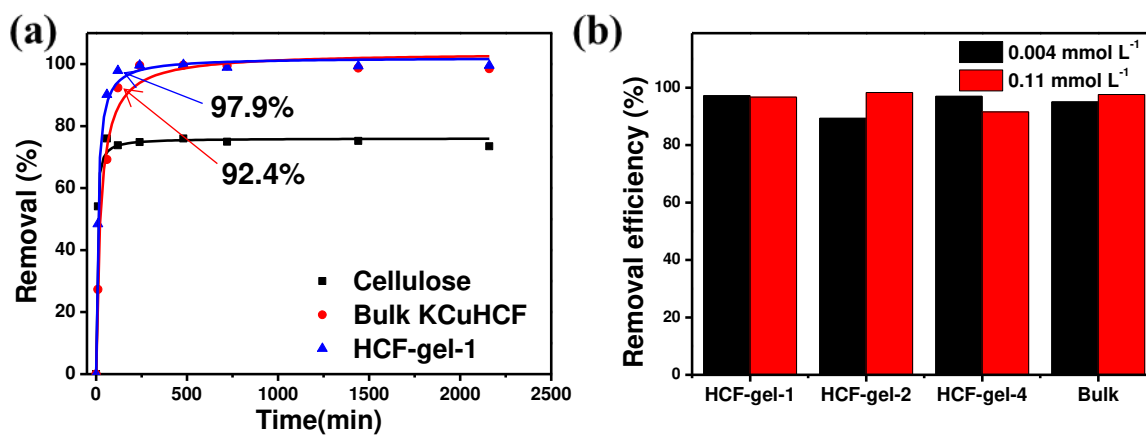 (a)
Removal (%)
100
80
60
40
20
0
97.9%
92.4%
Cellulose
Bulk KCuHCF
HCF-gel-1
0 500 1000 1500 2000 2500
Time(min)
(b)
Removal efficiency (%)
100
80
60
40
20
0
0.004 mmol L⁻¹
0.11 mmol L⁻¹
HCF-gel-1 HCF-gel-2 HCF-gel-4 Bulk